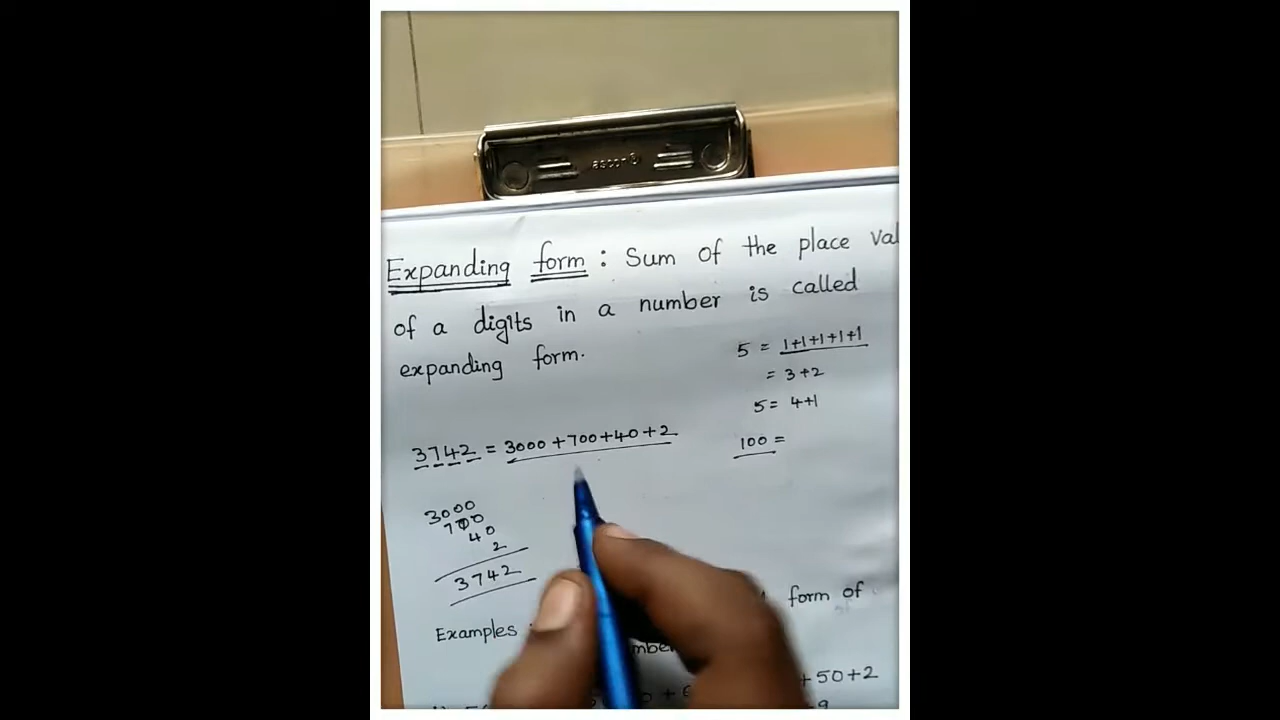 ascor
Expanding form : Sum of the place val
of a digits in a number is called
expanding form.
5 = 1+1+1+1+1
= 3+2
5 = 4+1
100 =
3742 = 3000 + 700 + 40 + 2
3000
700
40
2
3742
form of
Examples
+ 50 + 2